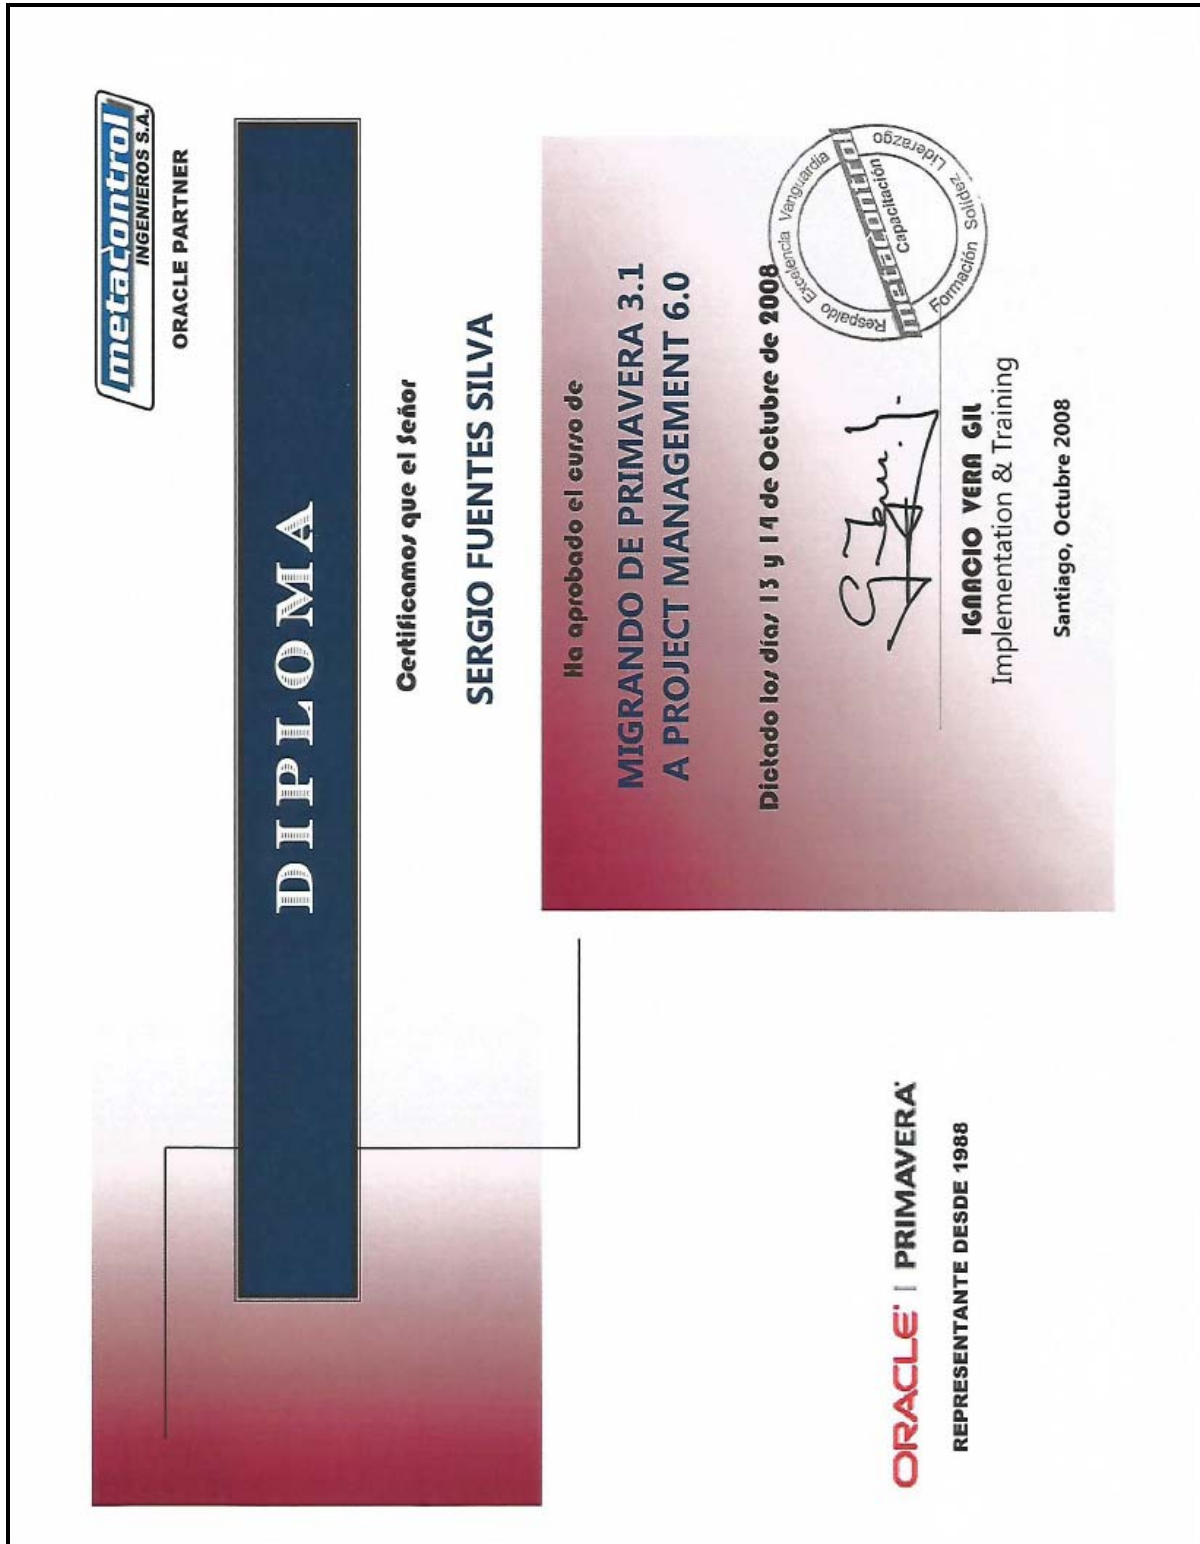 metacontrol
INGENIEROS S.A.
ORACLE PARTNER
DIPLOMA
Certificamos que el Señor
SERGIO FUENTES SILVA
Ha aprobado el curso de
MIGRANDO DE PRIMAVERA 3.1
A PROJECT MANAGEMENT 6.0
Dictado los días 13 y 14 de Octubre de 2008
Respaldo Excelencia Vanguardia
metacontrol
Capacitación
Formación Solidez Liderazgo
IGNACIO VERA GIL
Implementation & Training
Santiago, Octubre 2008
ORACLE | PRIMAVERA
REPRESENTANTE DESDE 1988